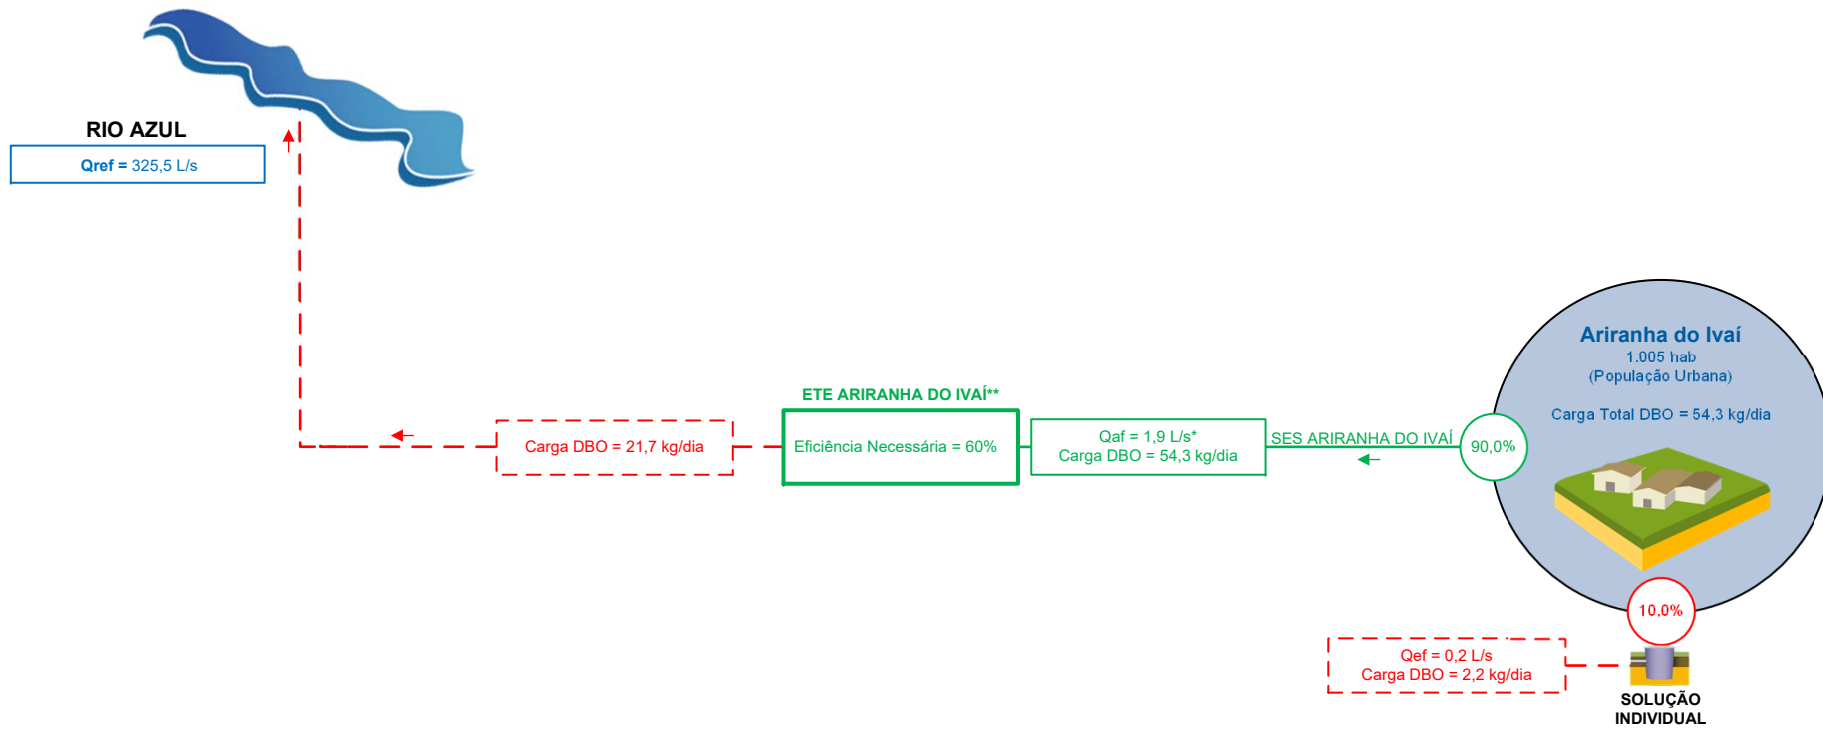 RIO AZUL
Qref = 325,5 L/s
Carga DBO = 21,7 kg/dia
ETE ARIRANHA DO IVAÍ**
Eficiência Necessária = 60%
Qaf = 1,9 L/s*
Carga DBO = 54,3 kg/dia
SES ARIRANHA DO IVAÍ
90,0%
Ariranha do Ivaí
1.005 hab
(População Urbana)
Carga Total DBO = 54,3 kg/dia
10,0%
Qef = 0,2 L/s
Carga DBO = 2,2 kg/dia
SOLUÇÃO
INDIVIDUAL